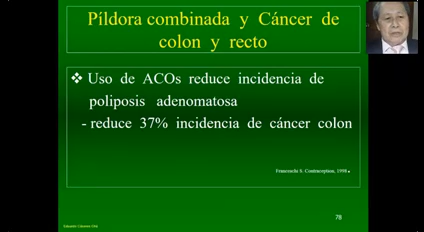 Píldora combinada y Cáncer de
colon y recto
❖ Uso de ACOs reduce incidencia de
poliposis adenomatosa
- reduce 37% incidencia de cáncer colon
Franceschi S. Contraception, 1998
78